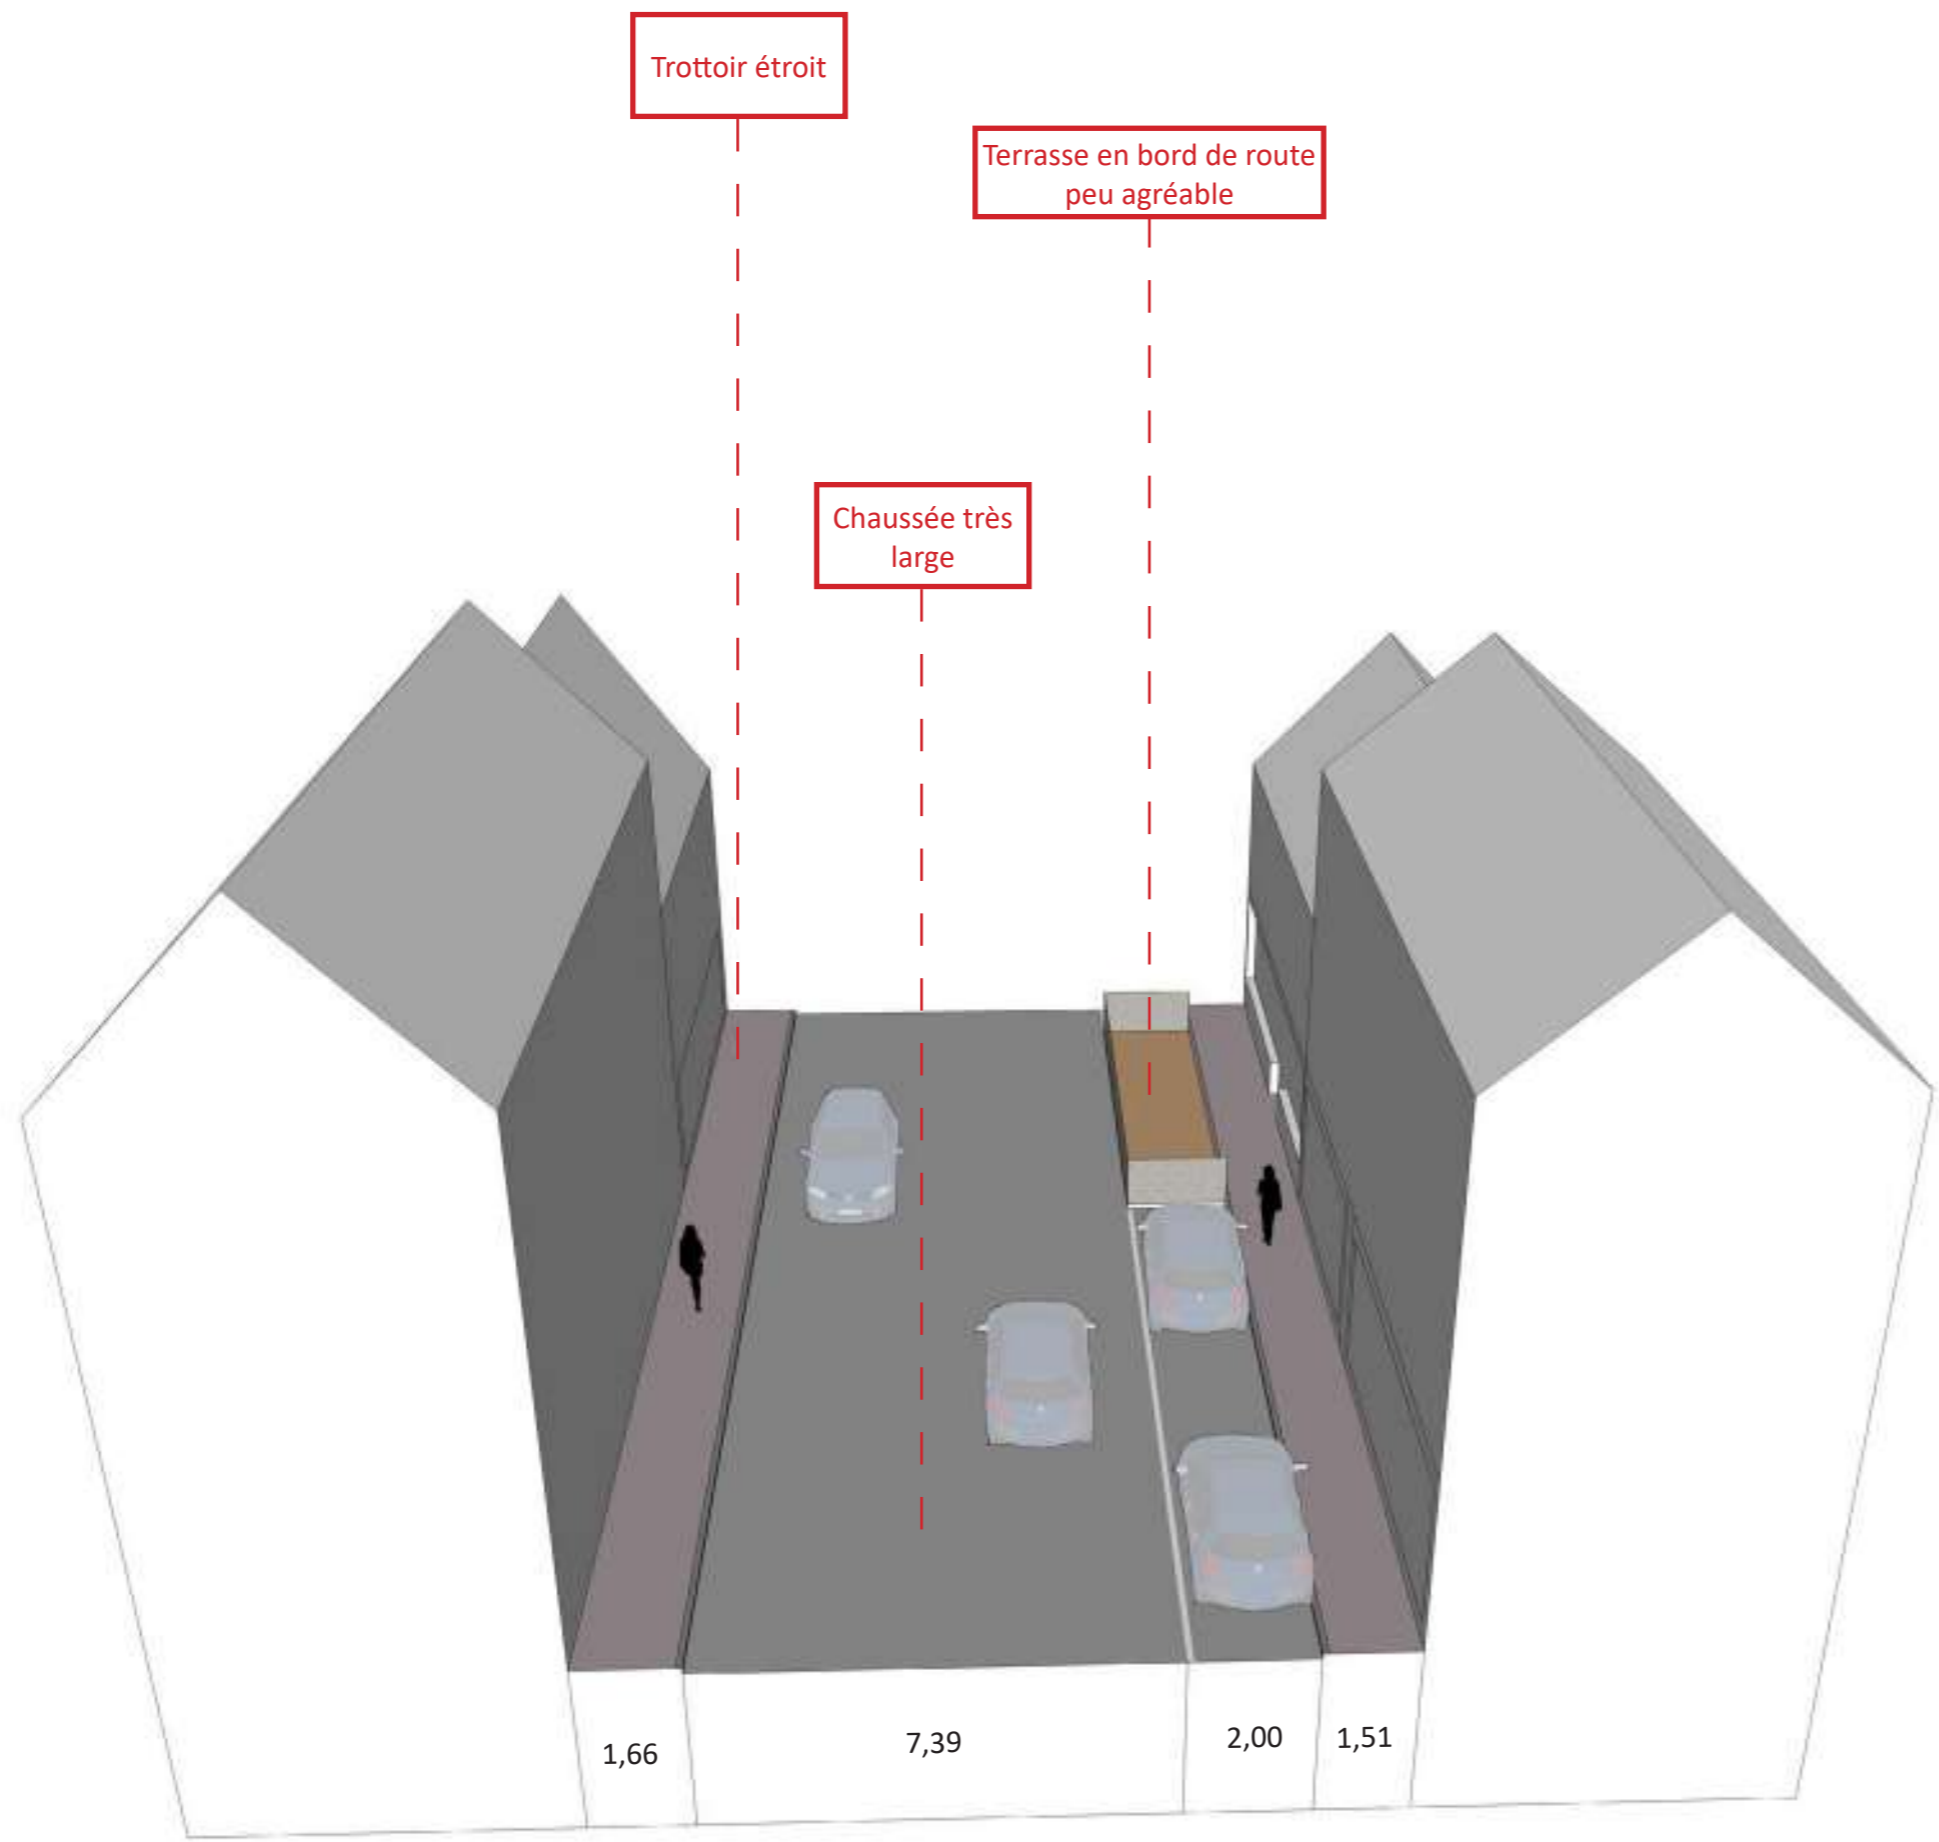 Trottoir étroit
Terrasse en bord de route
peu agréable
Chaussée très
large
1,66
7,39
2,00
1,51